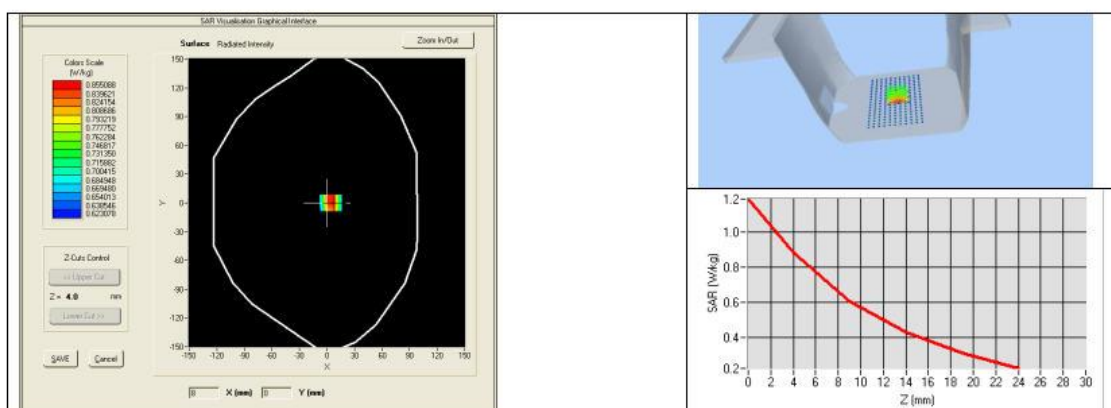 SAR Visualisation Graphical Interface
Surface Radiated Intensity
Zoom In/Out
Colors Scale
(W/kg)
0.855088
0.839621
0.824154
0.808686
0.793219
0.777752
0.762284
0.746817
0.731350
0.715882
0.700415
0.684948
0.669480
0.654013
0.638546
0.623078
Z-Cuts Control
<< Upper Cut
Z = 4.0 mm
Lower Cut >>
SAVE Cancel
150
120
90
60
30
0
-30
-60
-90
-120
-150
Y
-150 -120 -90 -60 -30 0 30 60 90 120 150
X
X (mm) Y (mm)
1.2
1.0
0.8
0.6
0.4
0.2
SAR (W/kg)
0 2 4 6 8 10 12 14 16 18 20 22 24 26 28 30
Z (mm)